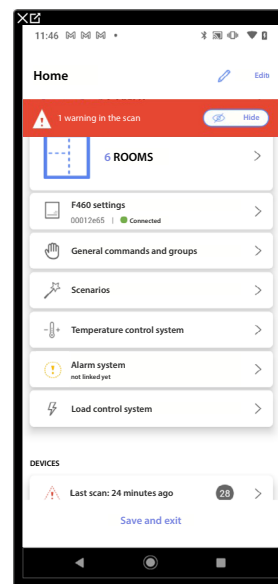 11:46
Home
Edit
1 warning in the scan
Hide
6 ROOMS
F460 settings
00012e65 | Connected
General commands and groups
Scenarios
Temperature control system
Alarm system
not linked yet
Load control system
DEVICES
Last scan: 24 minutes ago 28
Save and exit